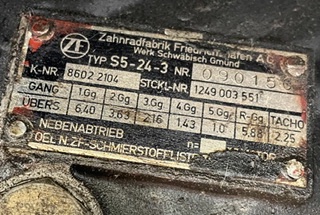 ZF Zahnradfabrik Friedrichshafen A.G.
Werk Schwäbisch Gmünd
TYP S5-24-3 NR. 090150
K-NR. 8602 2104 STCKL-NR. 1249 003 551
GANG 1.Gg 2.Gg 3.Gg 4.Gg 5.Gg R-Gg TACHO
ÜBERS 6.40 3.63 2.16 1.43 1.0 5.88 2.25
NEBENABTRIEB n=
OEL N. ZF-SCHMIERSTOFFLISTE